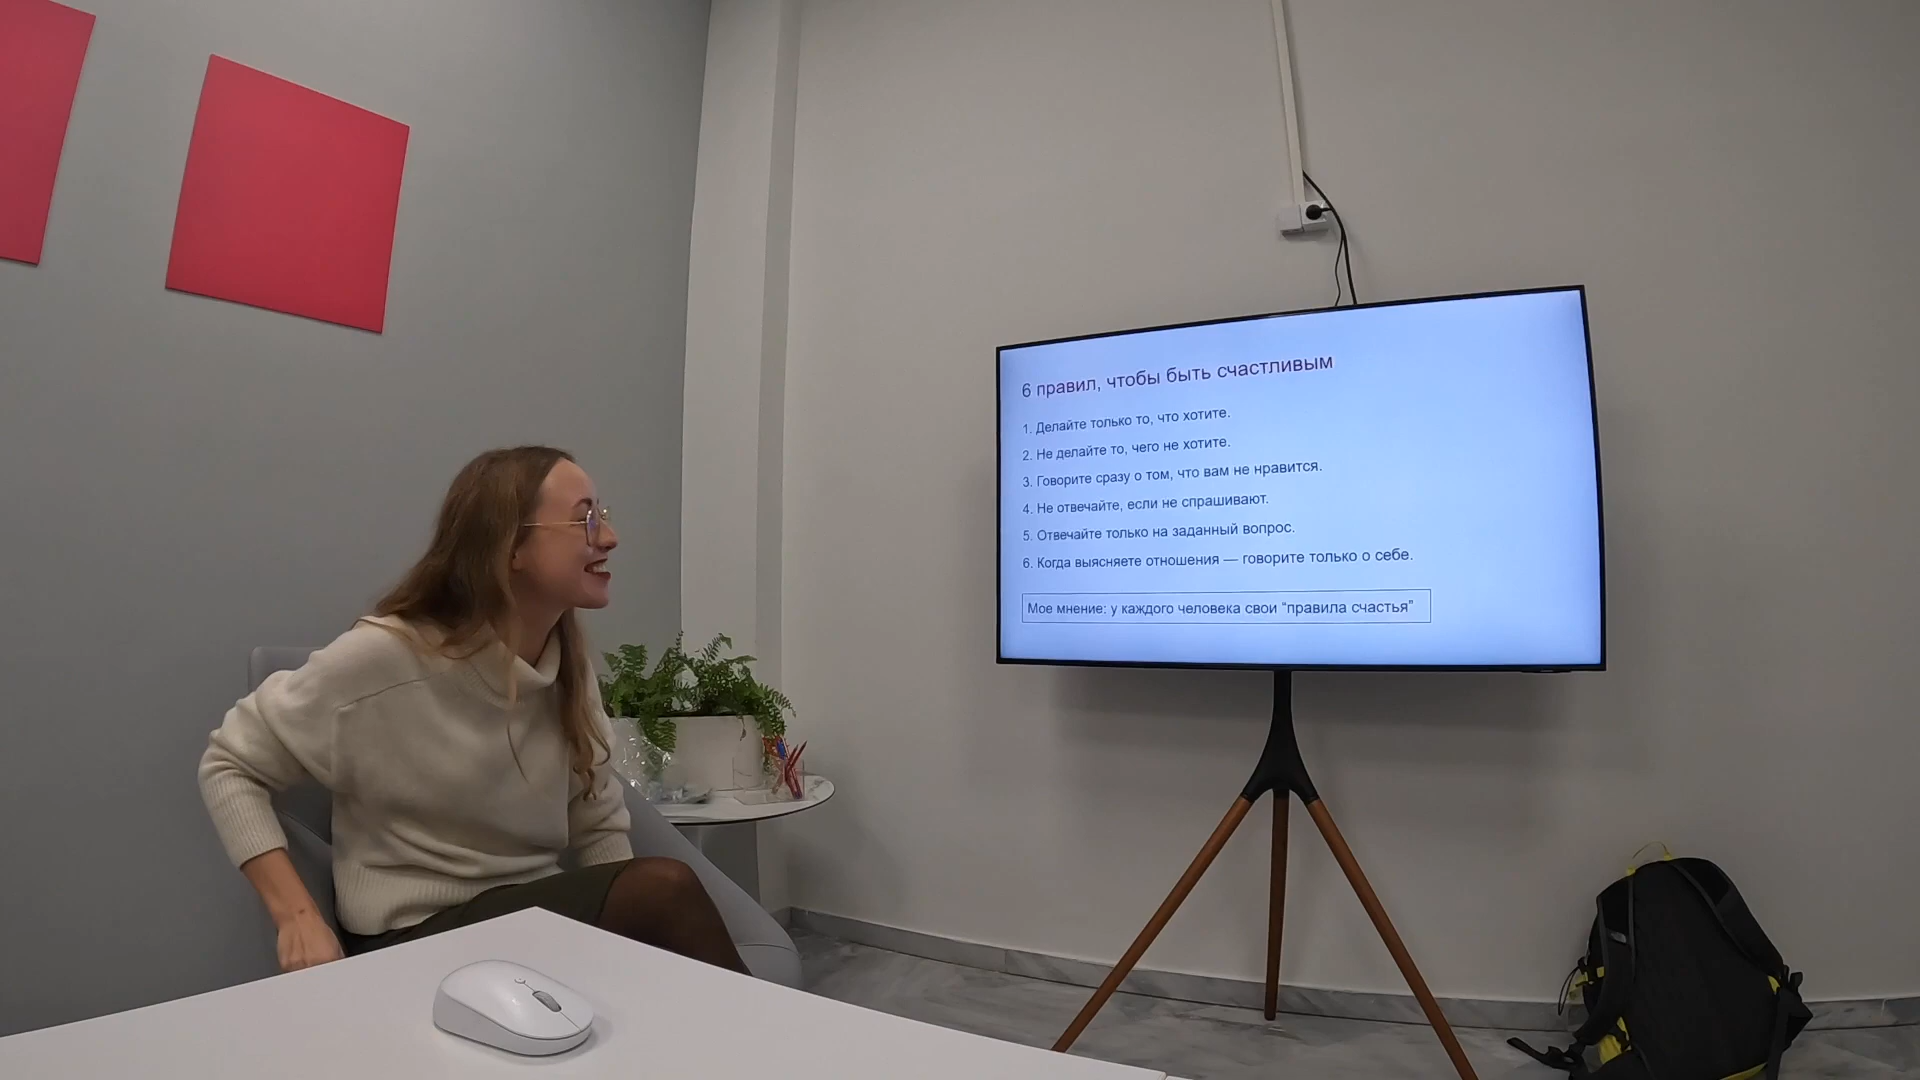 6 правил, чтобы быть счастливым
1. Делайте только то, что хотите.
2. Не делайте то, чего не хотите.
3. Говорите сразу о том, что вам не нравится.
4. Не отвечайте, если не спрашивают.
5. Отвечайте только на заданный вопрос.
6. Когда выясняете отношения — говорите только о себе.
Мое мнение: у каждого человека свои “правила счастья”